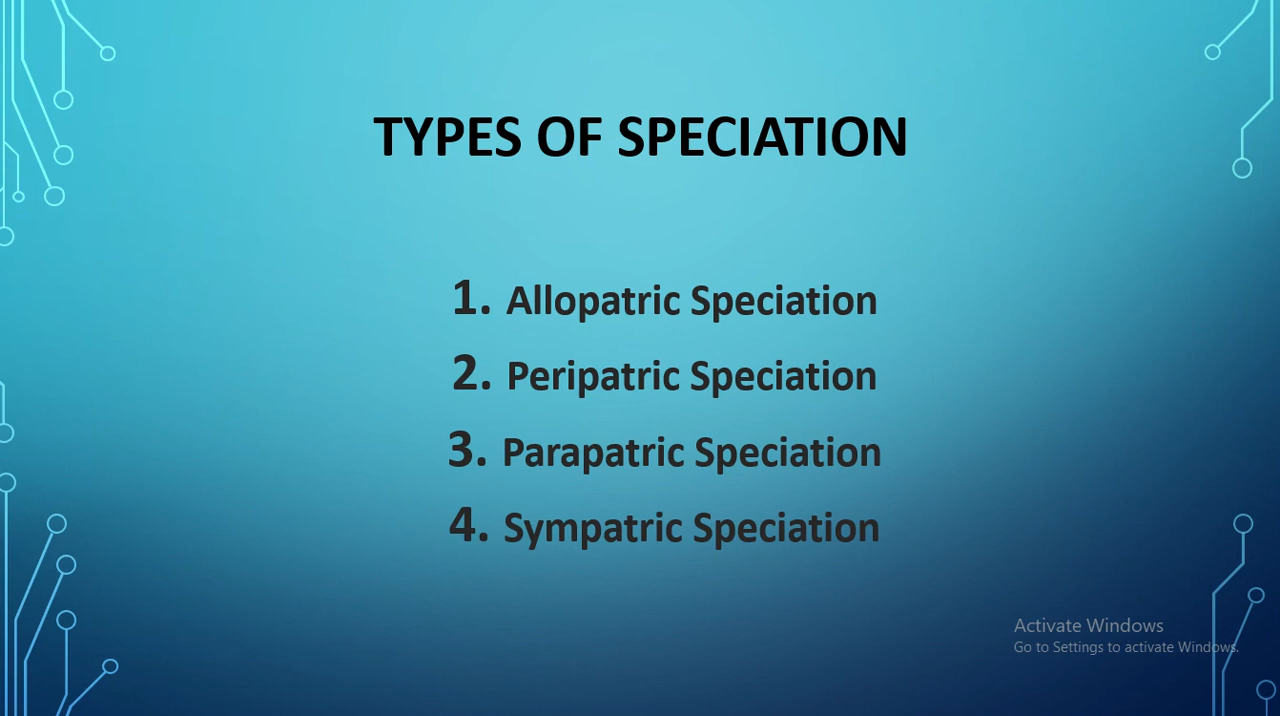 TYPES OF SPECIATION
1. Allopatric Speciation
2. Peripatric Speciation
3. Parapatric Speciation
4. Sympatric Speciation
Activate Windows
Go to Settings to activate Windows.